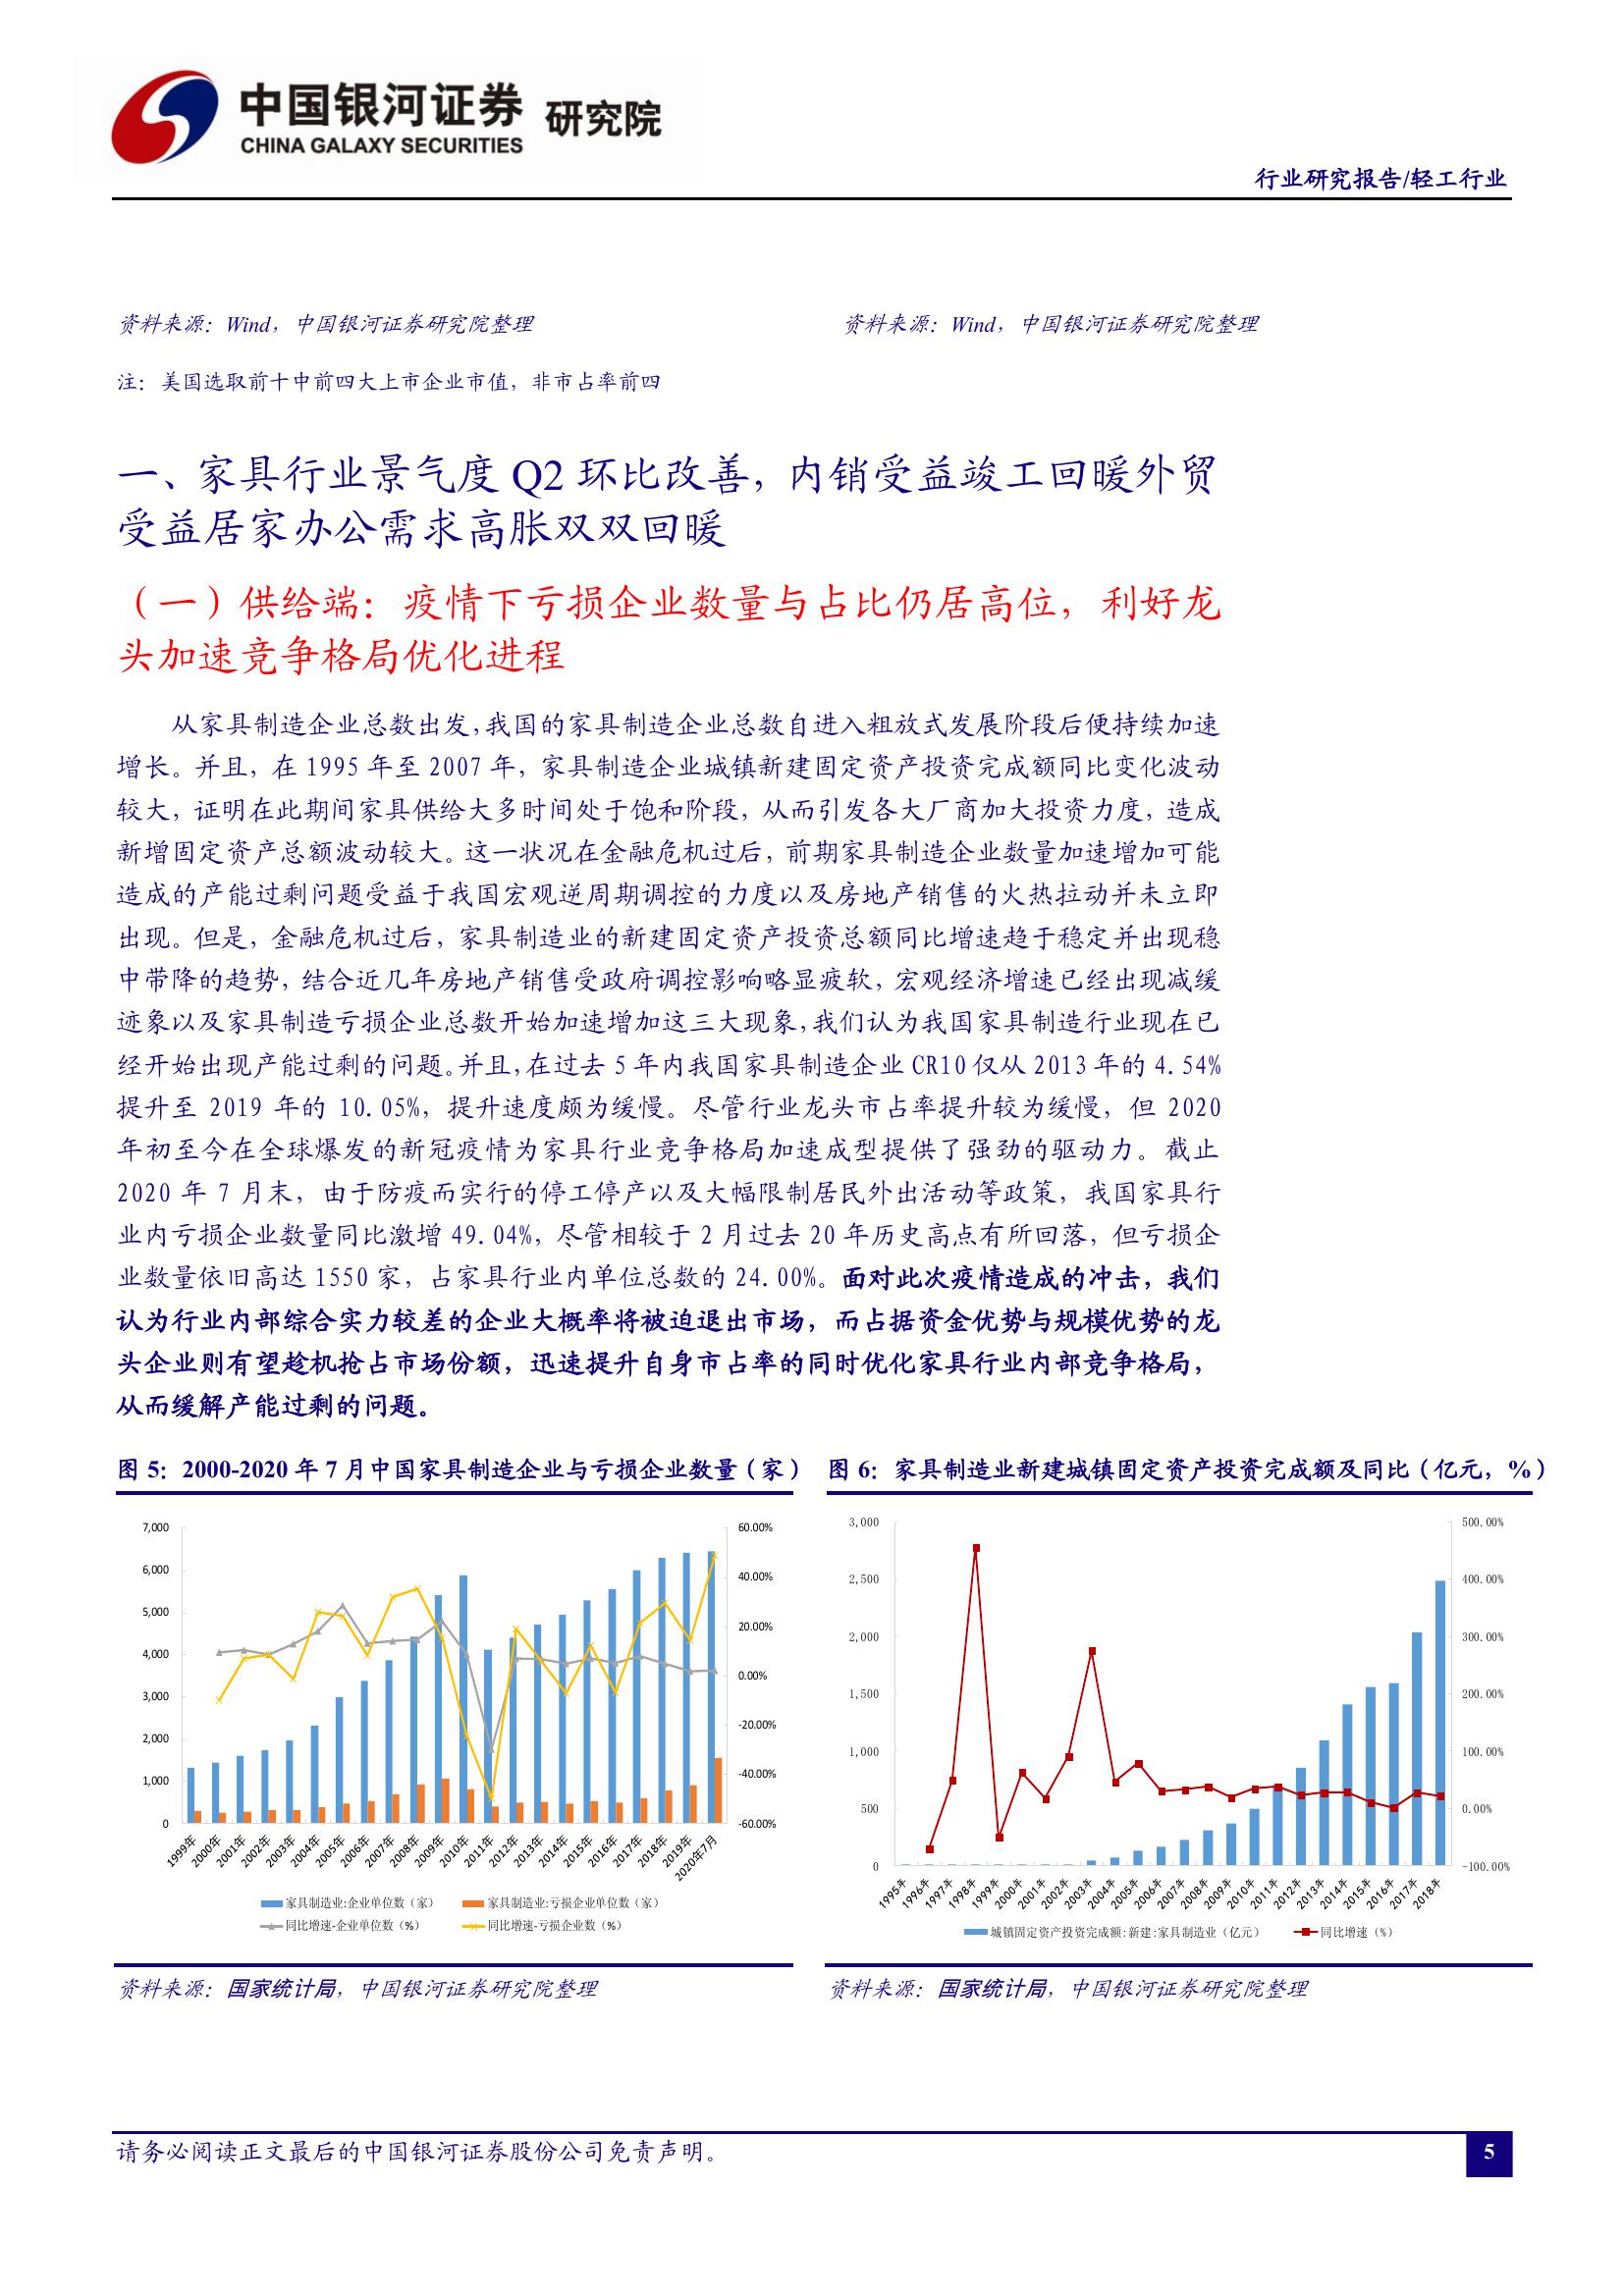 中国银河证券 研究院
CHINA GALAXY SECURITIES
行业研究报告/轻工行业
资料来源：Wind，中国银河证券研究院整理
资料来源：Wind，中国银河证券研究院整理
注：美国选取前十中前四大上市企业市值，非市占率前四
一、家具行业景气度 Q2 环比改善，内销受益竣工回暖外贸
受益居家办公需求高胀双双回暖
（一）供给端：疫情下亏损企业数量与占比仍居高位，利好龙
头加速竞争格局优化进程
从家具制造企业总数出发，我国的家具制造企业总数自进入粗放式发展阶段后便持续加速
增长。并且，在 1995 年至 2007 年，家具制造企业城镇新建固定资产投资完成额同比变化波动
较大，证明在此期间家具供给大多时间处于饱和阶段，从而引发各大厂商加大投资力度，造成
新增固定资产总额波动较大。这一状况在金融危机过后，前期家具制造企业数量加速增加可能
造成的产能过剩问题受益于我国宏观逆周期调控的力度以及房地产销售的火热拉动并未立即
出现。但是，金融危机过后，家具制造业的新建固定资产投资总额同比增速趋于稳定并出现稳
中带降的趋势，结合近几年房地产销售受政府调控影响略显疲软，宏观经济增速已经出现减缓
迹象以及家具制造亏损企业总数开始加速增加这三大现象，我们认为我国家具制造行业现在已
经开始出现产能过剩的问题。并且，在过去 5 年内我国家具制造企业 CR10 仅从 2013 年的 4.54%
提升至 2019 年的 10.05%，提升速度颇为缓慢。尽管行业龙头市占率提升较为缓慢，但 2020
年初至今在全球爆发的新冠疫情为家具行业竞争格局加速成型提供了强劲的驱动力。截止
2020 年 7 月末，由于防疫而实行的停工停产以及大幅限制居民外出活动等政策，我国家具行
业内亏损企业数量同比激增 49.04%，尽管相较于 2 月过去 20 年历史高点有所回落，但亏损企
业数量依旧高达 1550 家，占家具行业内单位总数的 24.00%。面对此次疫情造成的冲击，我们
认为行业内部综合实力较差的企业大概率将被迫退出市场，而占据资金优势与规模优势的龙
头企业则有望趁机抢占市场份额，迅速提升自身市占率的同时优化家具行业内部竞争格局，
从而缓解产能过剩的问题。
图 5：2000-2020 年 7 月中国家具制造企业与亏损企业数量（家）
7,000
6,000
5,000
4,000
3,000
2,000
1,000
0
60.00%
40.00%
20.00%
0.00%
-20.00%
-40.00%
-60.00%
1999年 2000年 2001年 2002年 2003年 2004年 2005年 2006年 2007年 2008年 2009年 2010年 2011年 2012年 2013年 2014年 2015年 2016年 2017年 2018年 2019年 2020年7月
家具制造业:企业单位数（家） 家具制造业:亏损企业单位数（家）
同比增速-企业单位数（%） 同比增速-亏损企业数（%）
资料来源：国家统计局，中国银河证券研究院整理
图 6：家具制造业新建城镇固定资产投资完成额及同比（亿元，%）
3,000
2,500
2,000
1,500
1,000
500
0
500.00%
400.00%
300.00%
200.00%
100.00%
0.00%
-100.00%
1995年 1996年 1997年 1998年 1999年 2000年 2001年 2002年 2003年 2004年 2005年 2006年 2007年 2008年 2009年 2010年 2011年 2012年 2013年 2014年 2015年 2016年 2017年 2018年
城镇固定资产投资完成额:新建:家具制造业（亿元） 同比增速（%）
资料来源：国家统计局，中国银河证券研究院整理
请务必阅读正文最后的中国银河证券股份公司免责声明。
5